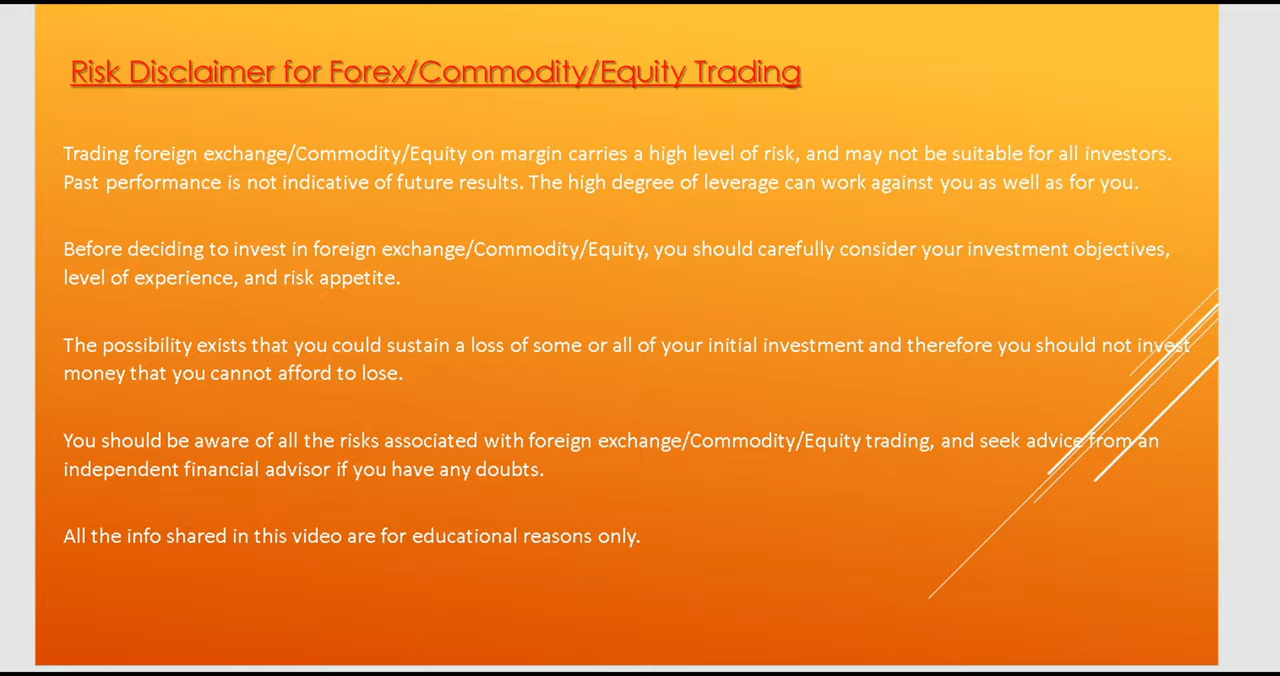 Risk Disclaimer for Forex/Commodity/Equity Trading
Trading foreign exchange/Commodity/Equity on margin carries a high level of risk, and may not be suitable for all investors.
Past performance is not indicative of future results. The high degree of leverage can work against you as well as for you.
Before deciding to invest in foreign exchange/Commodity/Equity, you should carefully consider your investment objectives,
level of experience, and risk appetite.
The possibility exists that you could sustain a loss of some or all of your initial investment and therefore you should not invest
money that you cannot afford to lose.
You should be aware of all the risks associated with foreign exchange/Commodity/Equity trading, and seek advice from an
independent financial advisor if you have any doubts.
All the info shared in this video are for educational reasons only.